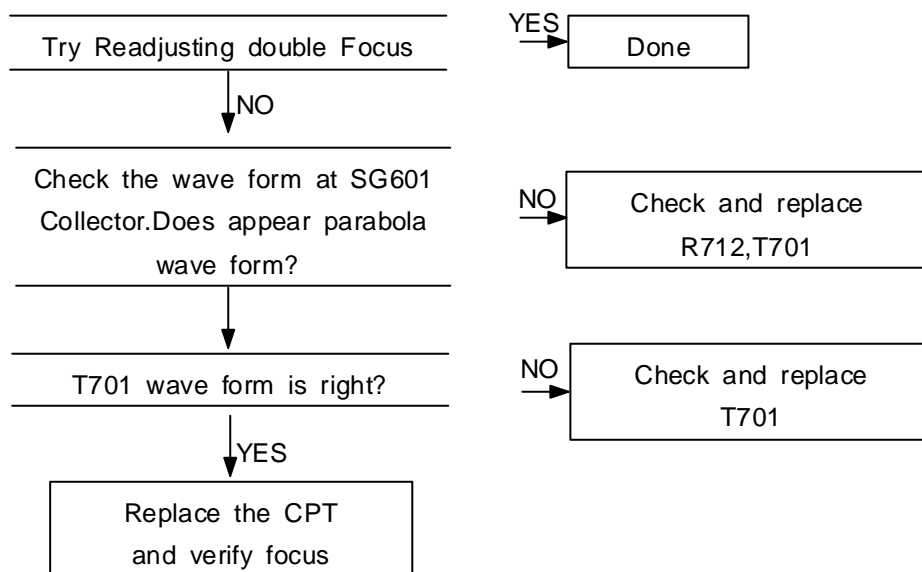 Try Readjusting double Focus
YES
Done
NO
Check the wave form at SG601
Collector.Does appear parabola
wave form?
NO
Check and replace
R712,T701
T701 wave form is right?
NO
Check and replace
T701
YES
Replace the CPT
and verify focus